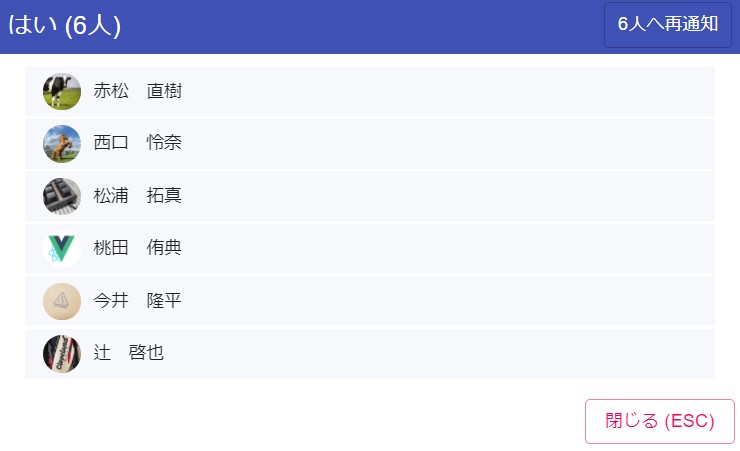 はい (6人)
6人へ再通知
赤松　直樹
西口　怜奈
松浦　拓真
桃田　侑典
今井　隆平
辻　啓也
閉じる (ESC)